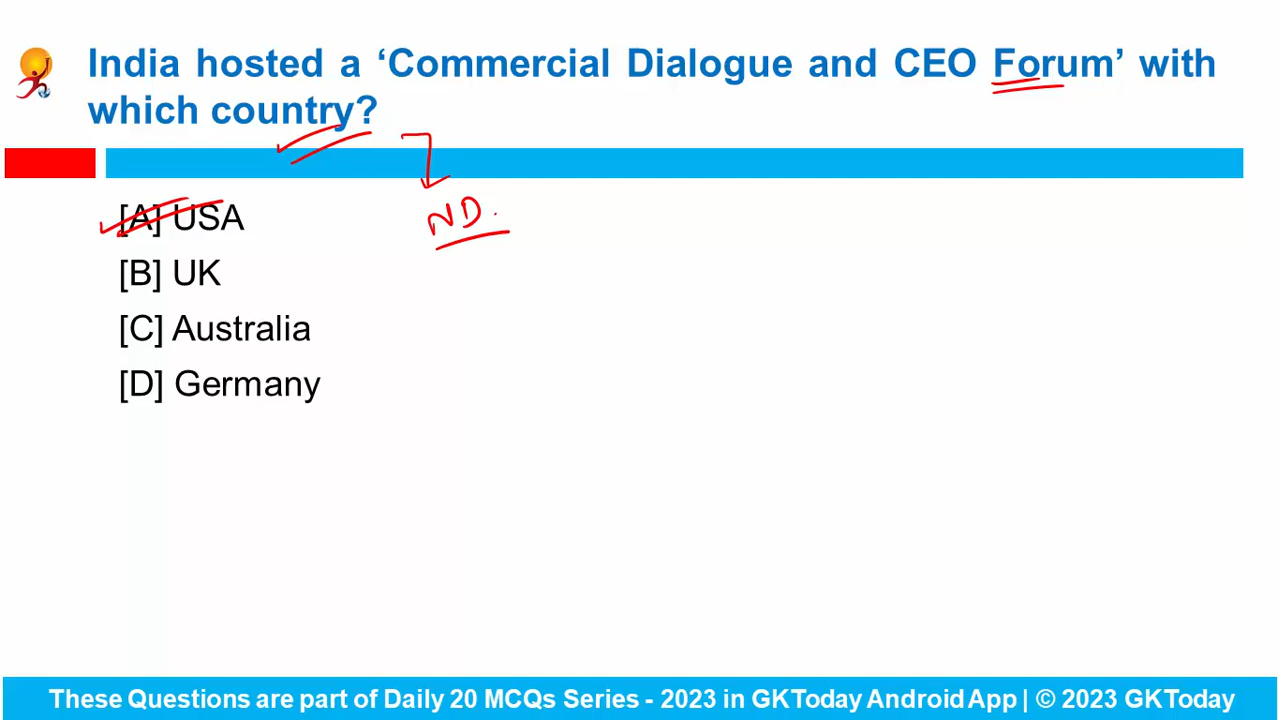 India hosted a ‘Commercial Dialogue and CEO Forum’ with
which country?
[A] USA
ND.
[B] UK
[C] Australia
[D] Germany
These Questions are part of Daily 20 MCQs Series - 2023 in GKToday Android App | © 2023 GKToday